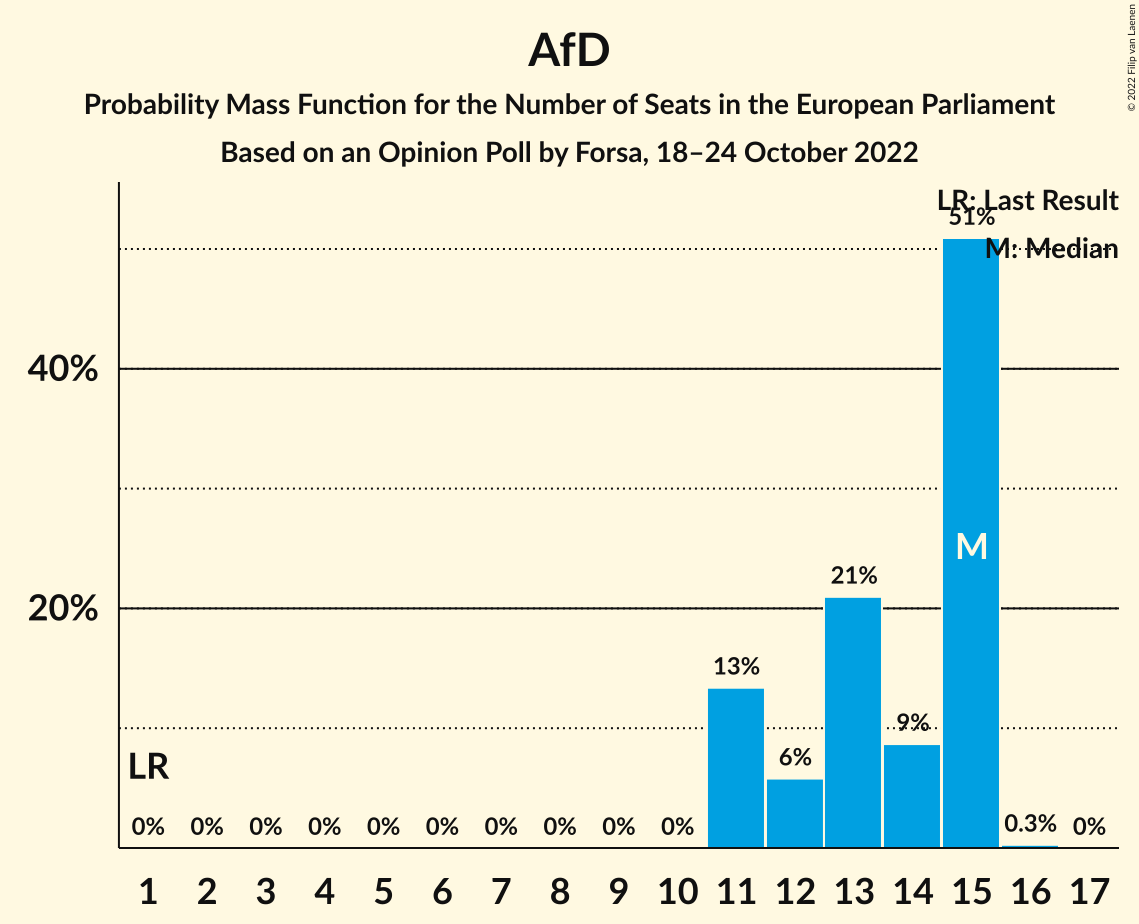 AfD
Probability Mass Function for the Number of Seats in the European Parliament
Based on an Opinion Poll by Forsa, 18–24 October 2022
© 2022 Filip van Laenen
LR: Last Result
M: Median
51%
40%
M
21%
20%
13%
9%
6%
LR
0% 0% 0% 0% 0% 0% 0% 0% 0% 0% 0.3% 0%
1 2 3 4 5 6 7 8 9 10 11 12 13 14 15 16 17